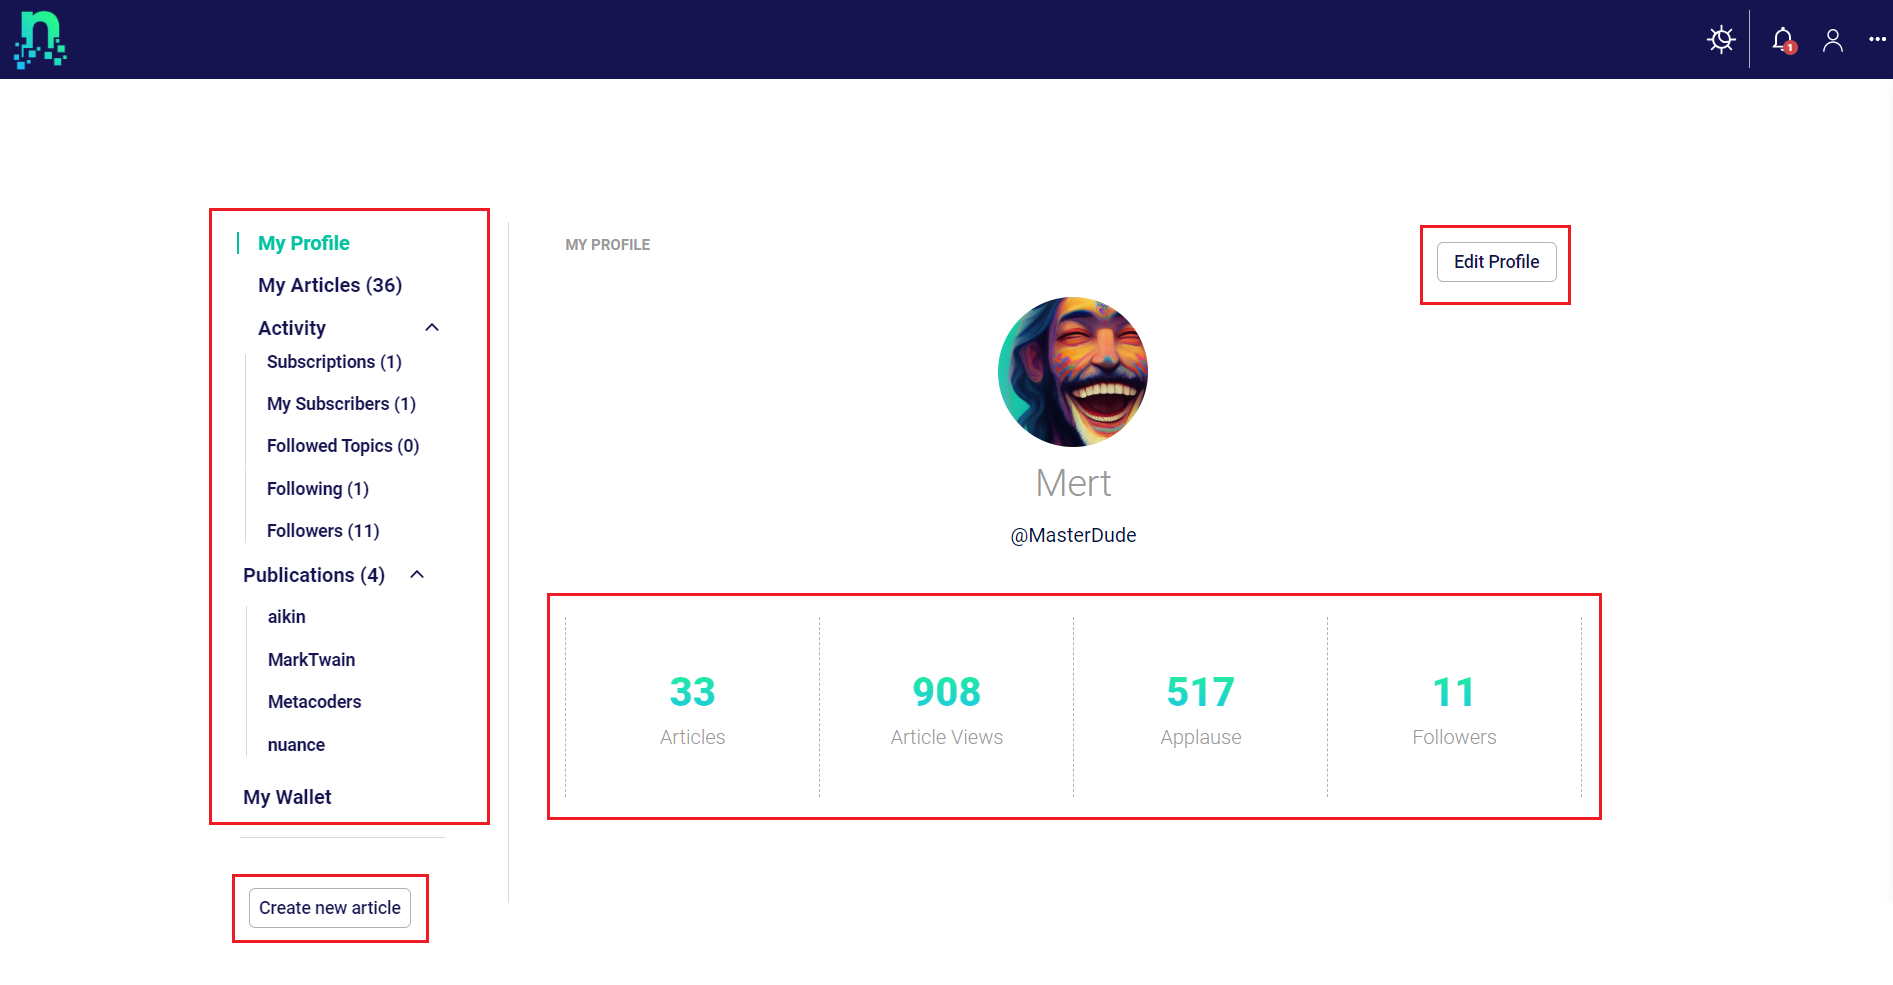 n
1
My Profile
My Articles (36)
Activity
Subscriptions (1)
My Subscribers (1)
Followed Topics (0)
Following (1)
Followers (11)
Publications (4)
aikin
MarkTwain
Metacoders
nuance
My Wallet
Create new article
MY PROFILE
Edit Profile
Mert
@MasterDude
33
Articles
908
Article Views
517
Applause
11
Followers